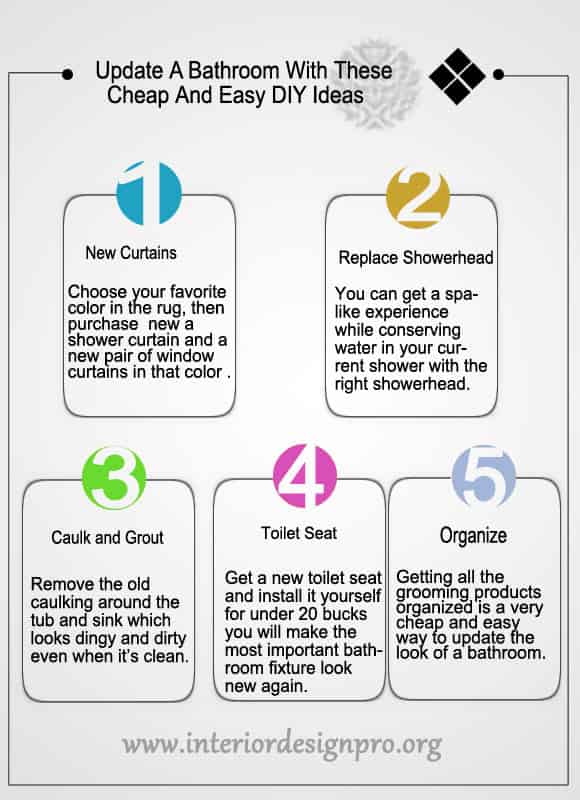 Update A Bathroom With These
Cheap And Easy DIY Ideas
1
New Curtains
Choose your favorite
color in the rug, then
purchase new a
shower curtain and a
new pair of window
curtains in that color .
2
Replace Showerhead
You can get a spa-
like experience
while conserving
water in your cur-
rent shower with the
right showerhead.
3
Caulk and Grout
Remove the old
caulking around the
tub and sink which
looks dingy and dirty
even when it's clean.
4
Toilet Seat
Get a new toilet seat
and install it yourself
for under 20 bucks
you will make the
most important bath-
room fixture look
new again.
5
Organize
Getting all the
grooming products
organized is a very
cheap and easy
way to update the
look of a bathroom.
www.interiordesignpro.org